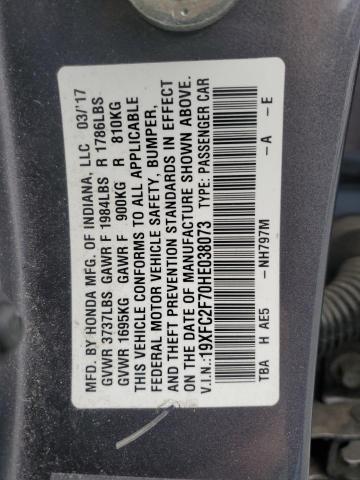 MFD. BY HONDA MFG. OF INDIANA, LLC 03/'17
GVWR 3737LBS GAWR F 1984LBS R 1786LBS
GVWR 1695KG GAWR F 900KG R 810KG
THIS VEHICLE CONFORMS TO ALL APPLICABLE
FEDERAL MOTOR VEHICLE SAFETY, BUMPER,
AND THEFT PREVENTION STANDARDS IN EFFECT
ON THE DATE OF MANUFACTURE SHOWN ABOVE.
V.I.N.:19XFC2F70HE038073 TYPE: PASSENGER CAR
TBA H AE5 -NH797M -A -E